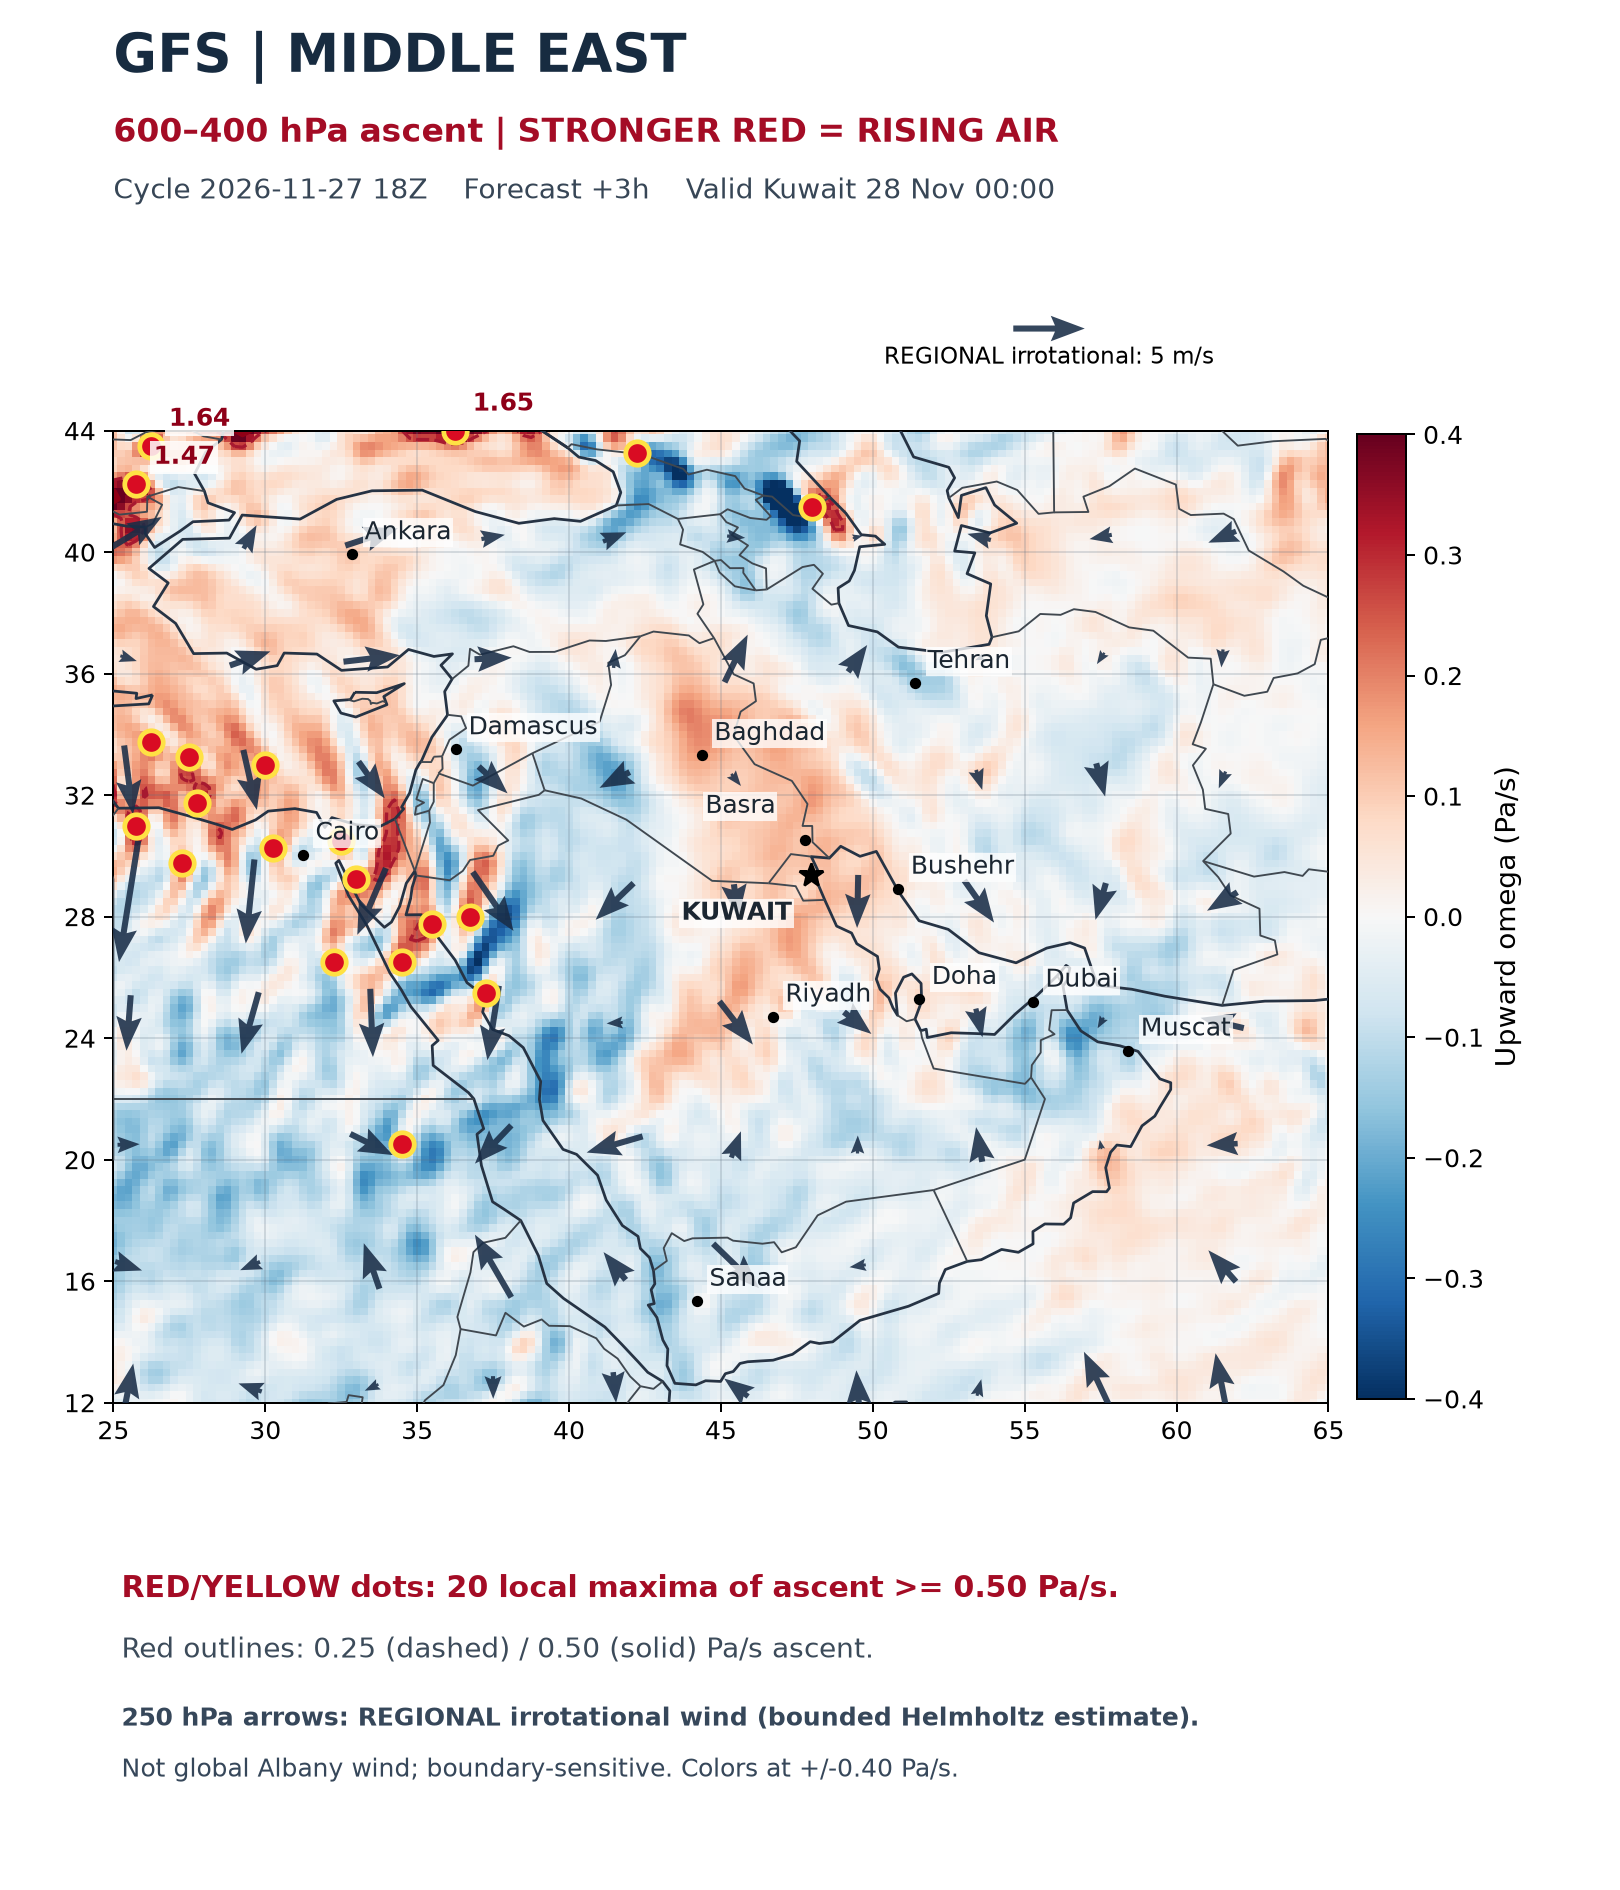 GFS | MIDDLE EAST
600–400 hPa ascent | STRONGER RED = RISING AIR
Cycle 2026-11-27 18Z    Forecast +3h    Valid Kuwait 28 Nov 00:00
REGIONAL irrotational: 5 m/s
1.64
1.65
1.47
Ankara
Tehran
Damascus
Baghdad
Basra
Cairo
Bushehr
KUWAIT
Doha
Dubai
Riyadh
Muscat
Sanaa
44
40
36
32
28
24
20
16
12
25
30
35
40
45
50
55
60
65
0.4
0.3
0.2
0.1
0.0
−0.1
−0.2
−0.3
−0.4
Upward omega (Pa/s)
RED/YELLOW dots: 20 local maxima of ascent >= 0.50 Pa/s.
Red outlines: 0.25 (dashed) / 0.50 (solid) Pa/s ascent.
250 hPa arrows: REGIONAL irrotational wind (bounded Helmholtz estimate).
Not global Albany wind; boundary-sensitive. Colors at +/-0.40 Pa/s.